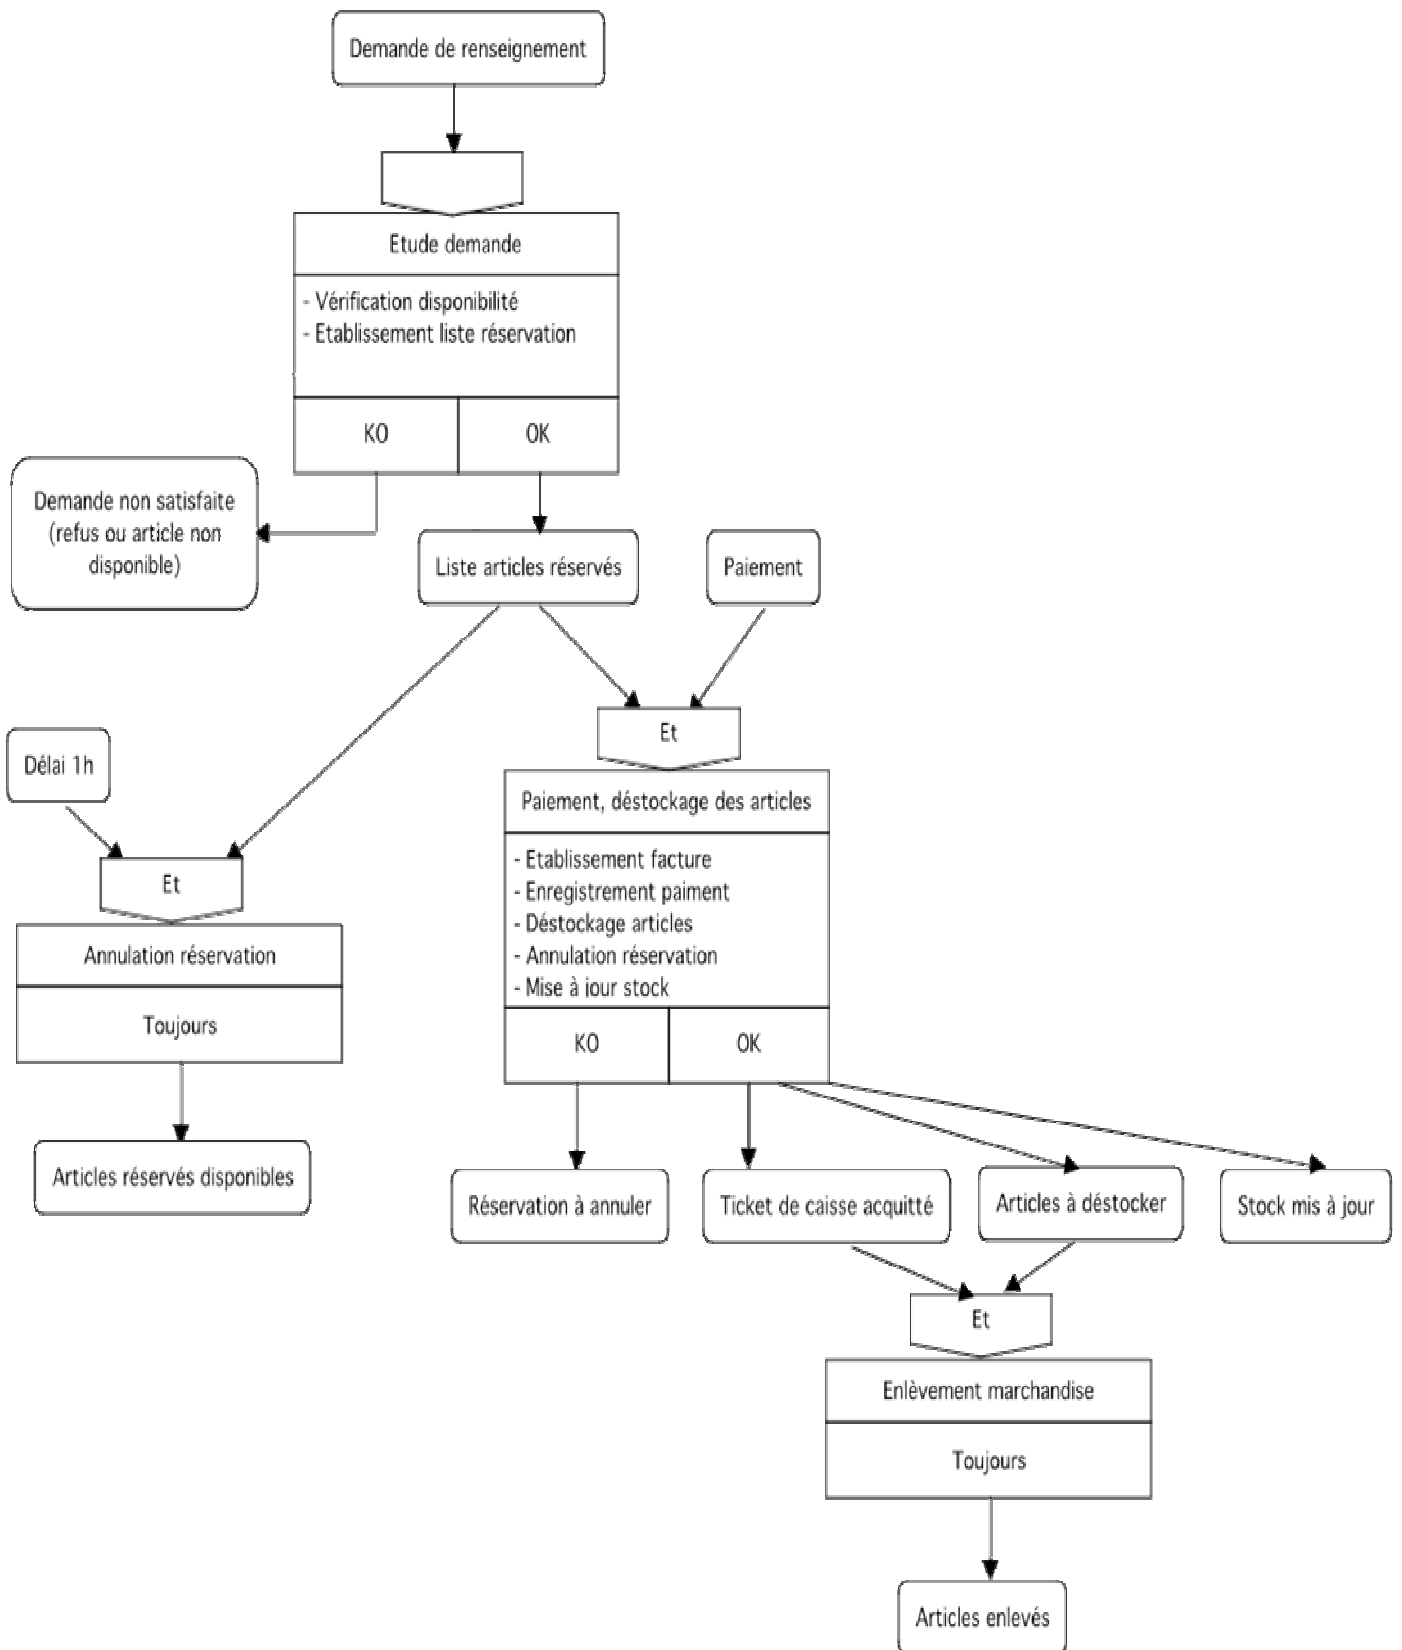 Demande de renseignement
Etude demande
- Vérification disponibilité
- Etablissement liste réservation
KO
OK
Demande non satisfaite
(refus ou article non
disponible)
Liste articles réservés
Paiement
Et
Délai 1h
Paiement, déstockage des articles
- Etablissement facture
- Enregistrement paiment
- Déstockage articles
- Annulation réservation
- Mise à jour stock
KO
OK
Et
Annulation réservation
Toujours
Articles réservés disponibles
Réservation à annuler
Ticket de caisse acquitté
Articles à déstocker
Stock mis à jour
Et
Enlèvement marchandise
Toujours
Articles enlevés